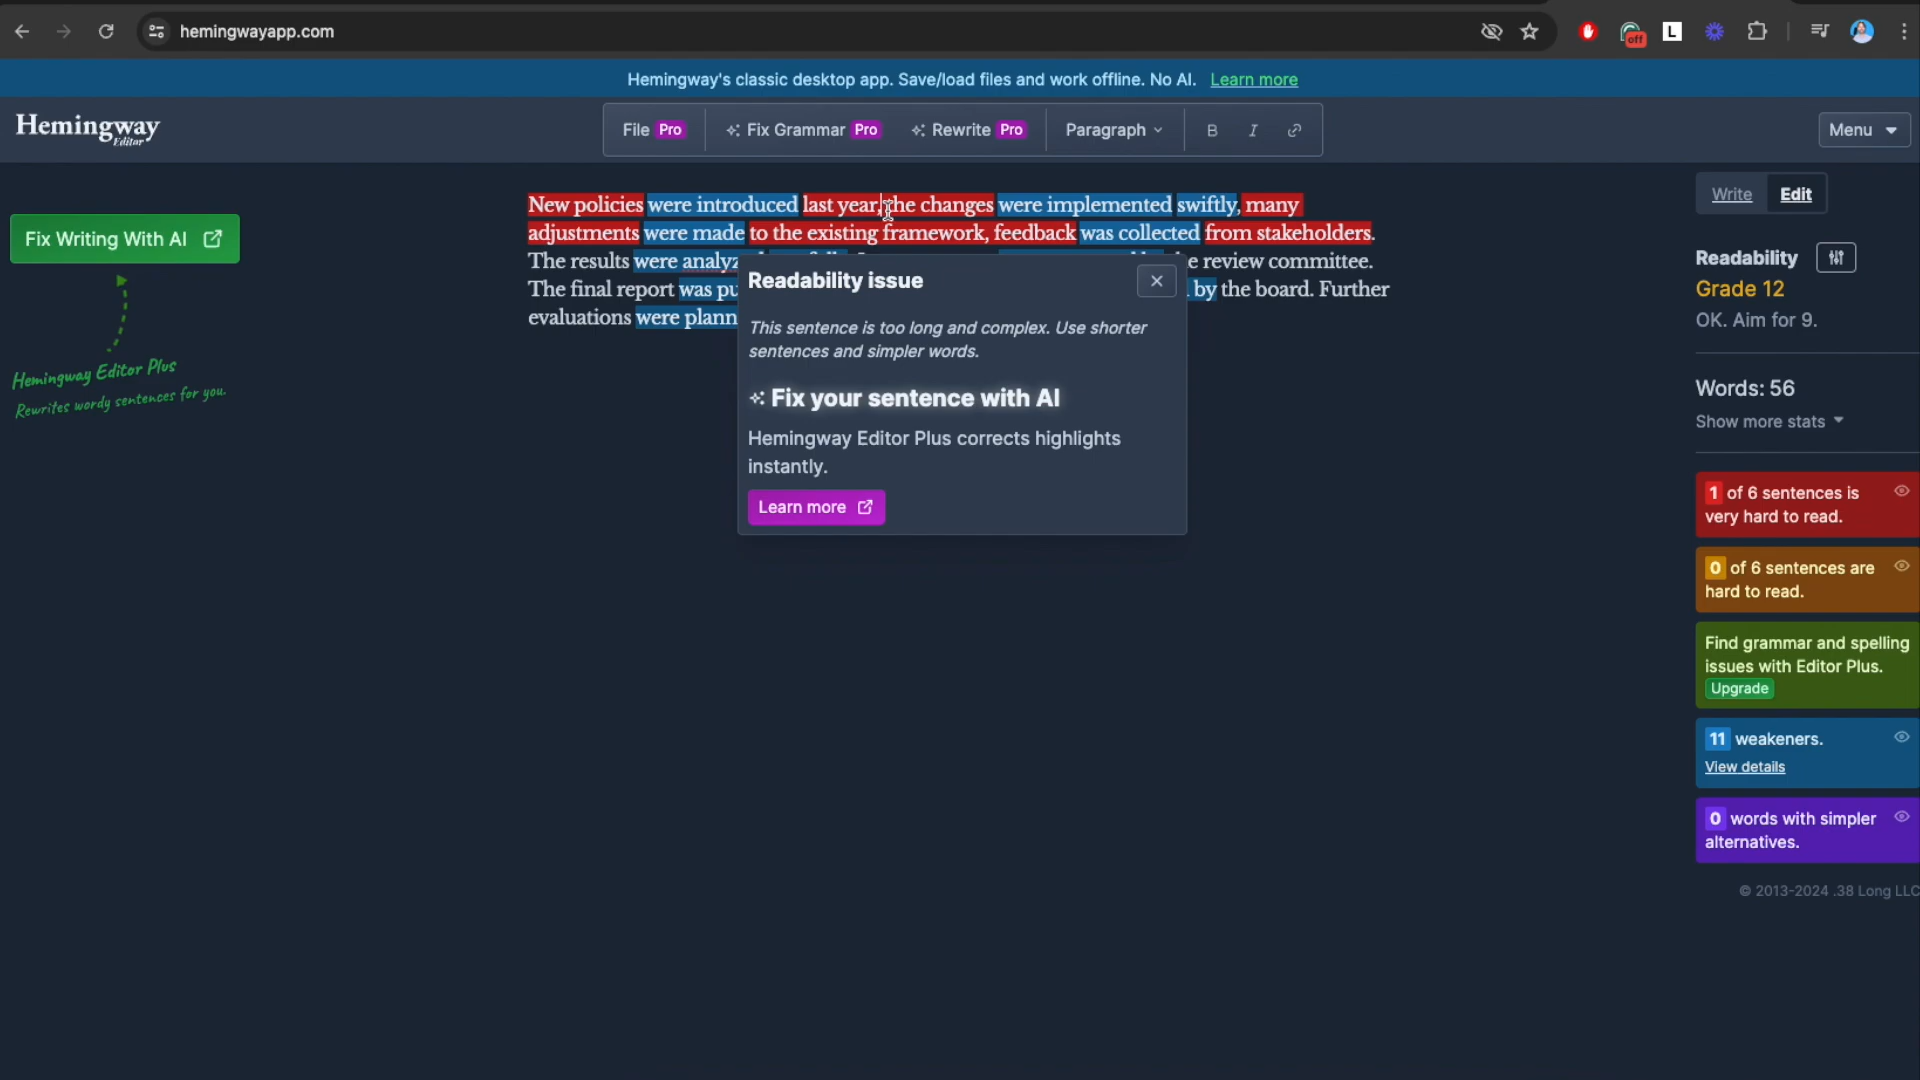 hemingwayapp.com
off
L
Hemingway's classic desktop app. Save/load files and work offline. No AI. Learn more
Hemingway
Editor
File Pro
Fix Grammar Pro
Rewrite Pro
Paragraph
B
I
Menu
Fix Writing With AI
Hemingway Editor Plus
Rewrites wordy sentences for you.
New policies were introduced last year, the changes were implemented swiftly, many
adjustments were made to the existing framework, feedback was collected from stakeholders.
The results were analyz
e review committee.
The final report was pu
by the board. Further
evaluations were plann
Readability issue
This sentence is too long and complex. Use shorter
sentences and simpler words.
Fix your sentence with AI
Hemingway Editor Plus corrects highlights
instantly.
Learn more
Write Edit
Readability
Grade 12
OK. Aim for 9.
Words: 56
Show more stats
1 of 6 sentences is
very hard to read.
0 of 6 sentences are
hard to read.
Find grammar and spelling
issues with Editor Plus.
Upgrade
11 weakeners.
View details
0 words with simpler
alternatives.
© 2013-2024 .38 Long LLC